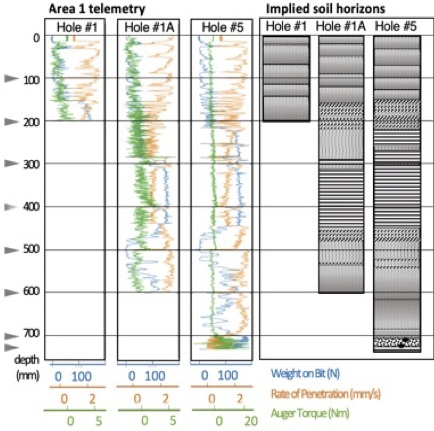 Area 1 telemetry Implied soil horizons
Hole #1 Hole #1A Hole #5 Hole #1 Hole #1A Hole #5
0
100
200
300
400
500
600
700
depth
(mm)
0 100 0 100 0 100 Weight on Bit (N)
0 2 0 2 0 2 Rate of Penetration (mm/s)
0 5 0 5 0 20 Auger Torque (Nm)